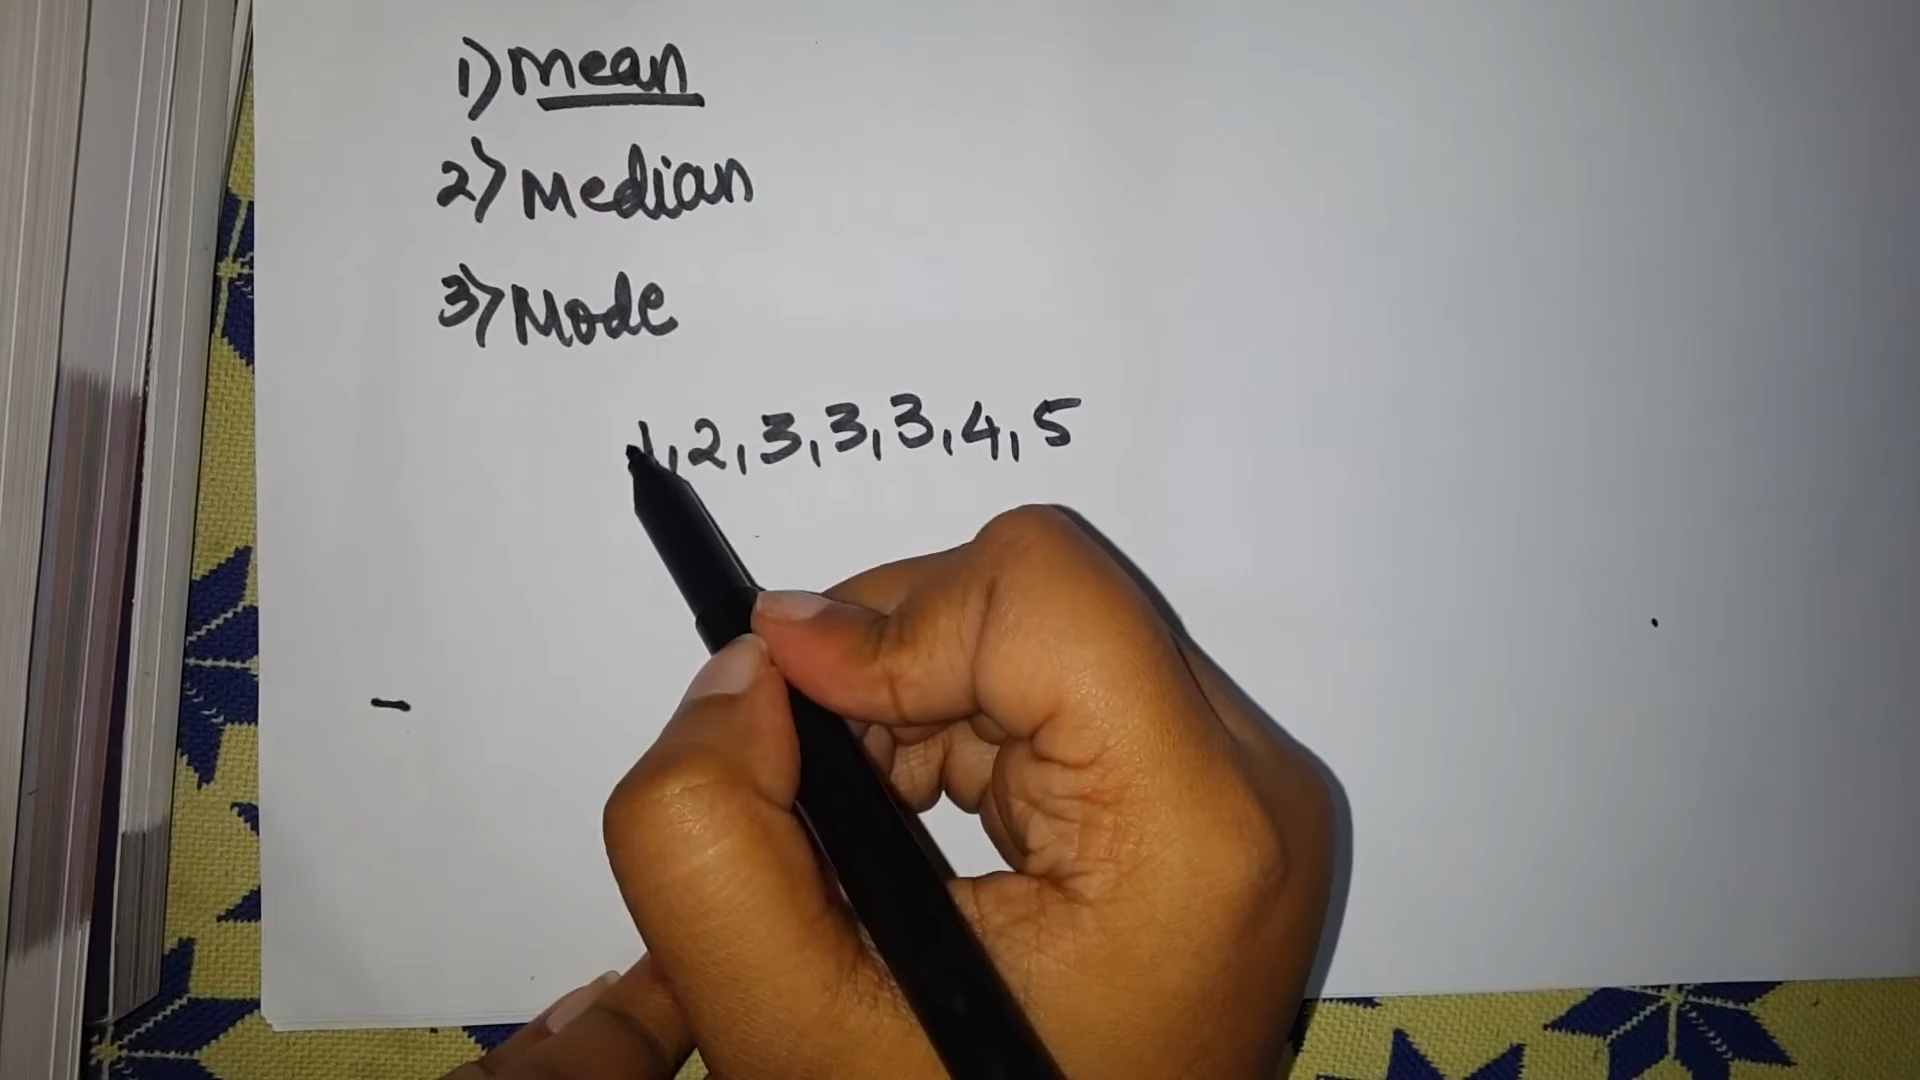 1) Mean
2) Median
3) Mode
1, 2, 3, 3, 3, 4, 5